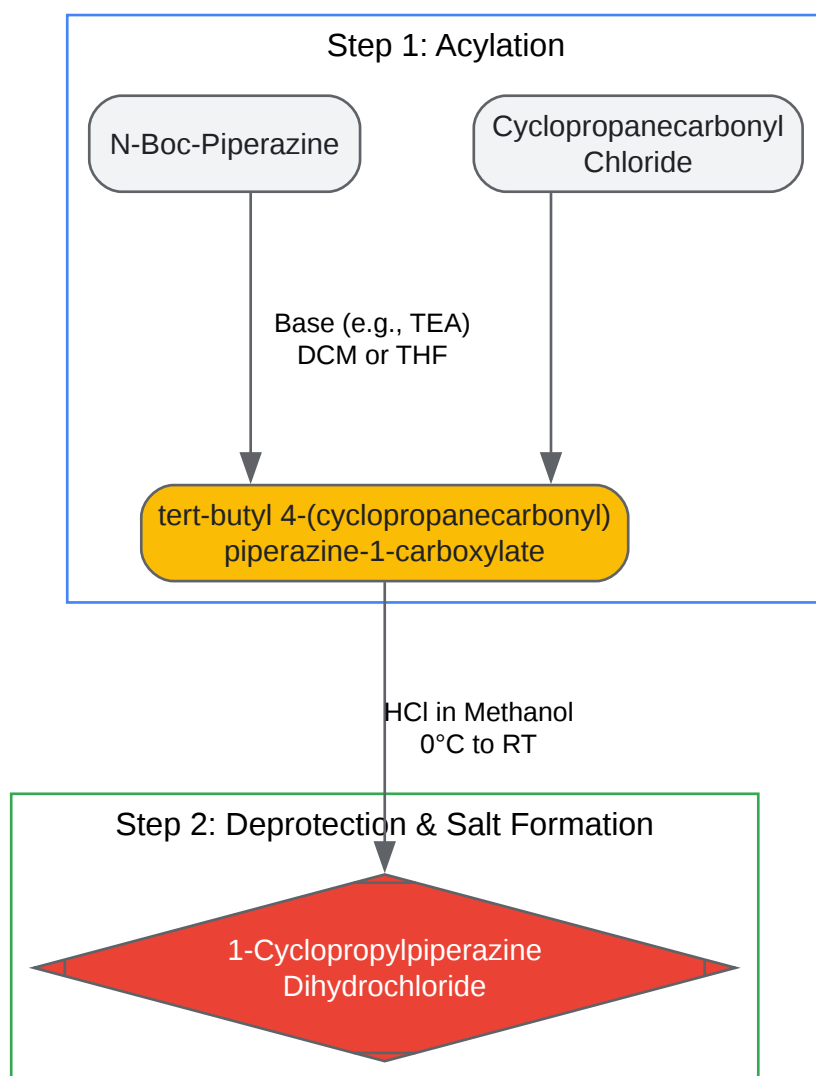 Step 1: Acylation
N-Boc-Piperazine
Cyclopropanecarbonyl
Chloride
Base (e.g., TEA)
DCM or THF
tert-butyl 4-(cyclopropanecarbonyl)
piperazine-1-carboxylate
HCl in Methanol
0°C to RT
Step 2: Deprotection & Salt Formation
1-Cyclopropylpiperazine
Dihydrochloride